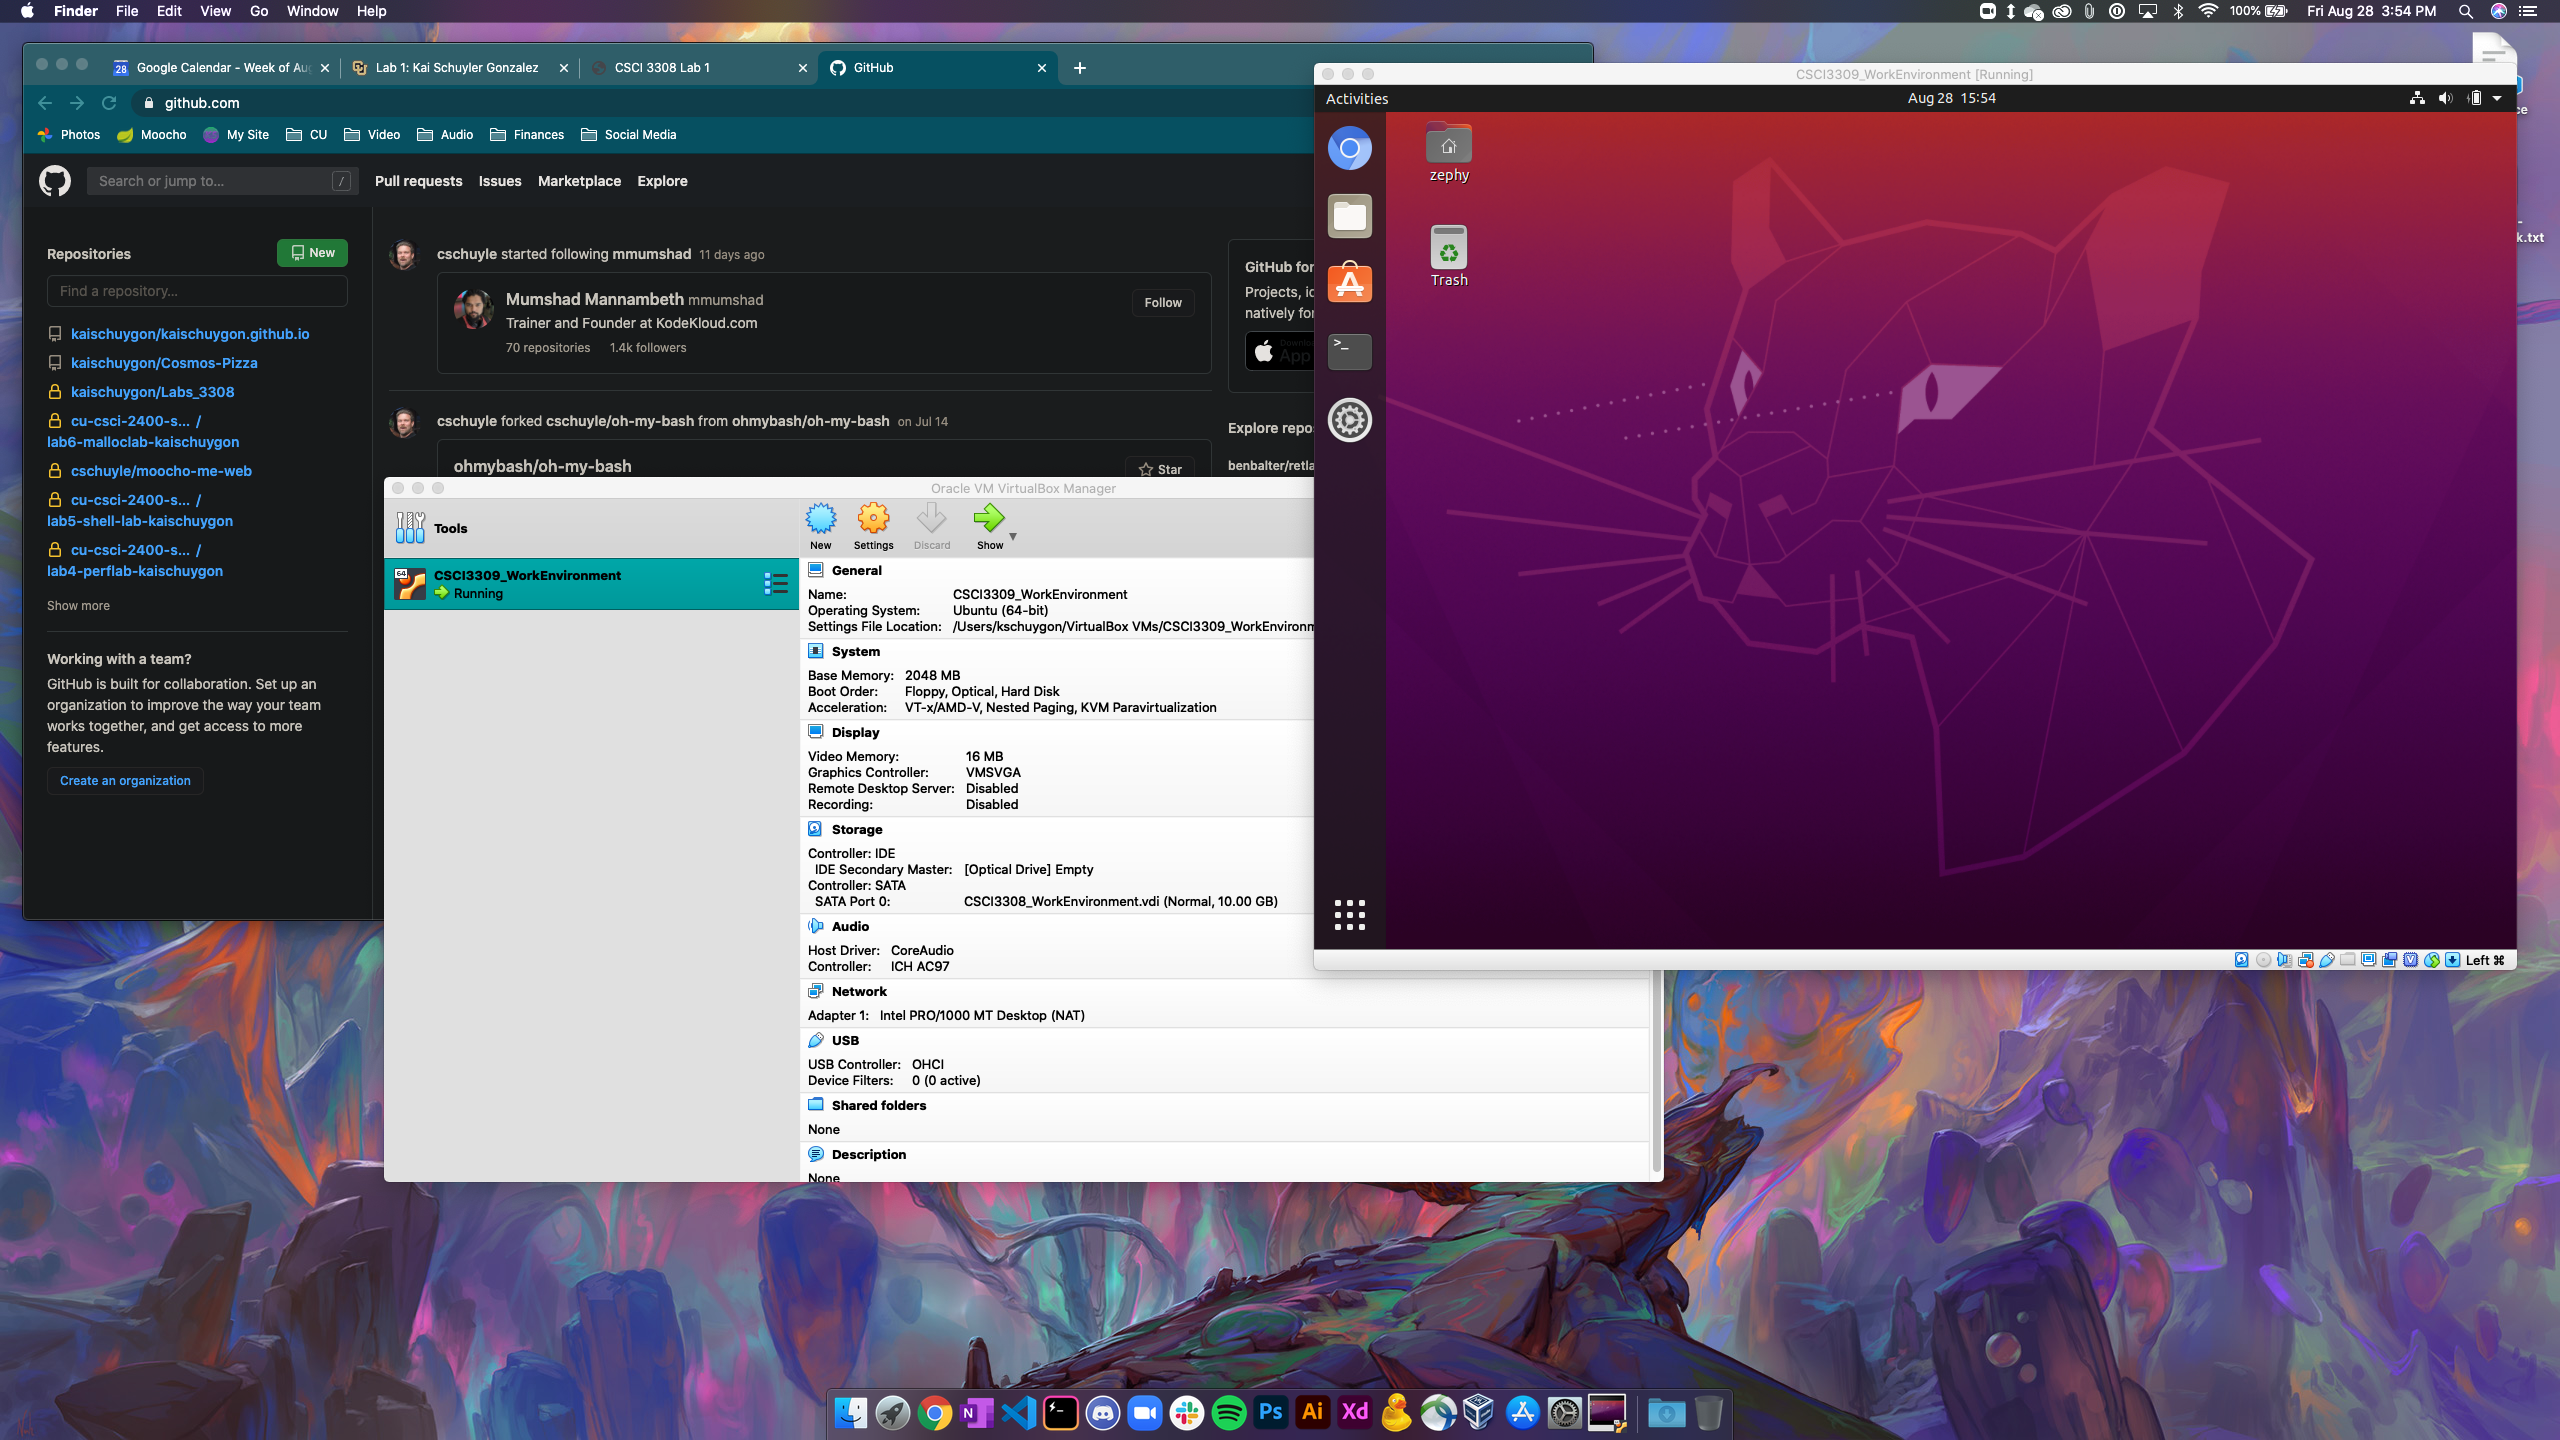 Finder File Edit View Go Window Help
100% Fri Aug 28 3:54 PM
28 Google Calendar - Week of Aug
Lab 1: Kai Schuyler Gonzalez
CSCI 3308 Lab 1
GitHub
github.com
Photos Moocho My Site CU Video Audio Finances Social Media
Search or jump to... /
Pull requests Issues Marketplace Explore
Repositories
New
Find a repository...
kaischuygon/kaischuygon.github.io
kaischuygon/Cosmos-Pizza
kaischuygon/Labs_3308
cu-csci-2400-s... /
lab6-malloclab-kaischuygon
cschuyle/moocho-me-web
cu-csci-2400-s... /
lab5-shell-lab-kaischuygon
cu-csci-2400-s... /
lab4-perflab-kaischuygon
Show more
Working with a team?
GitHub is built for collaboration. Set up an
organization to improve the way your team
works together, and get access to more
features.
Create an organization
cschuyle started following mmumshad 11 days ago
Mumshad Mannambeth mmumshad
Follow
Trainer and Founder at KodeKloud.com
70 repositories 1.4k followers
cschuyle forked cschuyle/oh-my-bash from ohmybash/oh-my-bash on Jul 14
ohmybash/oh-my-bash
Star
GitHub for
Projects, ic
natively fo
App
Explore repos
benbalter/retla
Oracle VM VirtualBox Manager
Tools
New Settings Discard Show
64 CSCI3309_WorkEnvironment
Running
General
Name: CSCI3309_WorkEnvironment
Operating System: Ubuntu (64-bit)
Settings File Location: /Users/kschuygon/VirtualBox VMs/CSCI3309_WorkEnvironm
System
Base Memory: 2048 MB
Boot Order: Floppy, Optical, Hard Disk
Acceleration: VT-x/AMD-V, Nested Paging, KVM Paravirtualization
Display
Video Memory: 16 MB
Graphics Controller: VMSVGA
Remote Desktop Server: Disabled
Recording: Disabled
Storage
Controller: IDE
IDE Secondary Master: [Optical Drive] Empty
Controller: SATA
SATA Port 0: CSCI3308_WorkEnvironment.vdi (Normal, 10.00 GB)
Audio
Host Driver: CoreAudio
Controller: ICH AC97
Network
Adapter 1: Intel PRO/1000 MT Desktop (NAT)
USB
USB Controller: OHCI
Device Filters: 0 (0 active)
Shared folders
None
Description
None
CSCI3309_WorkEnvironment [Running]
Activities
Aug 28 15:54
zephy
Trash
Left ⌘
ce
k.txt
Ps Ai Xd